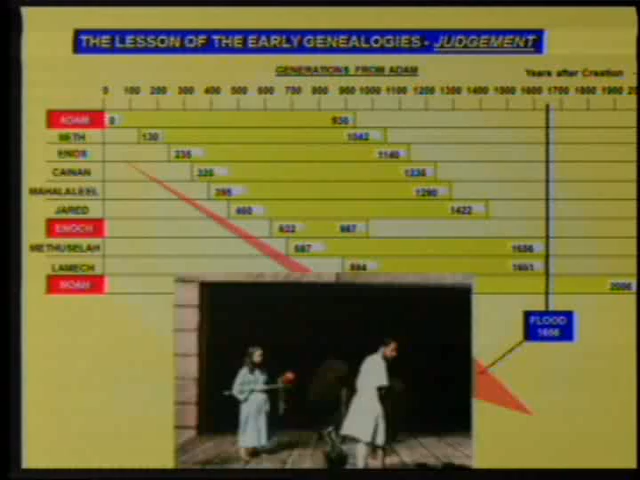 THE LESSON OF THE EARLY GENEALOGIES - JUDGEMENT
GENERATIONS FROM ADAM
Years after Creation
0 100 200 300 400 500 600 700 800 900 1000 1100 1200 1300 1400 1500 1600 1700 1800 1900
ADAM 0 930
SETH 130 1042
ENOS 235 1140
CAINAN 325 1235
MAHALALEEL 395 1290
JARED 460 1422
ENOCH 622 987
METHUSELAH 687 1656
LAMECH 874 1651
NOAH 2006
FLOOD
1656